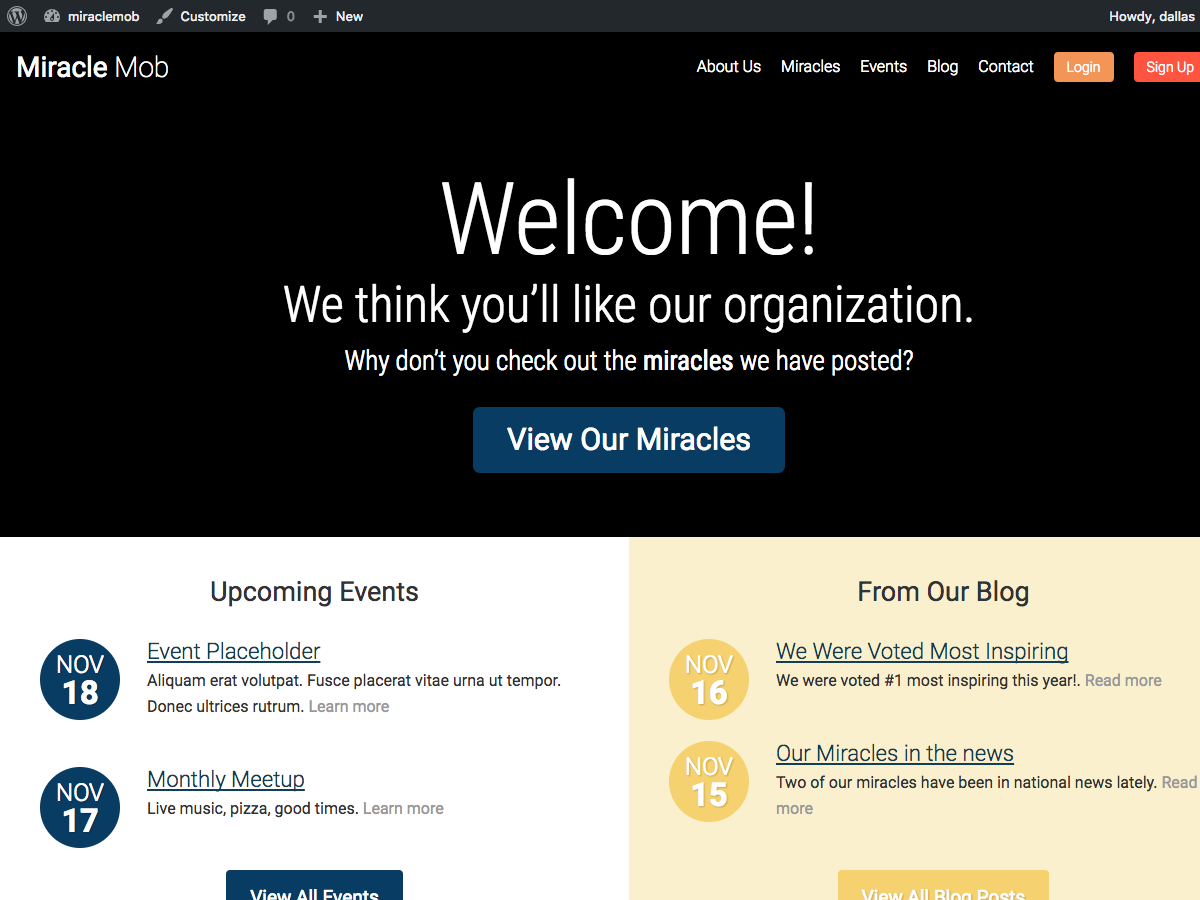 miraclemob Customize 0 New Howdy, dallas
Miracle Mob About Us Miracles Events Blog Contact Login Sign Up
Welcome!
We think you’ll like our organization.
Why don’t you check out the miracles we have posted?
View Our Miracles
Upcoming Events
NOV
18
Event Placeholder
Aliquam erat volutpat. Fusce placerat vitae urna ut tempor.
Donec ultrices rutrum. Learn more
NOV
17
Monthly Meetup
Live music, pizza, good times. Learn more
View All Events
From Our Blog
NOV
16
We Were Voted Most Inspiring
We were voted #1 most inspiring this year!. Read more
NOV
15
Our Miracles in the news
Two of our miracles have been in national news lately. Read
more
View All Blog Posts